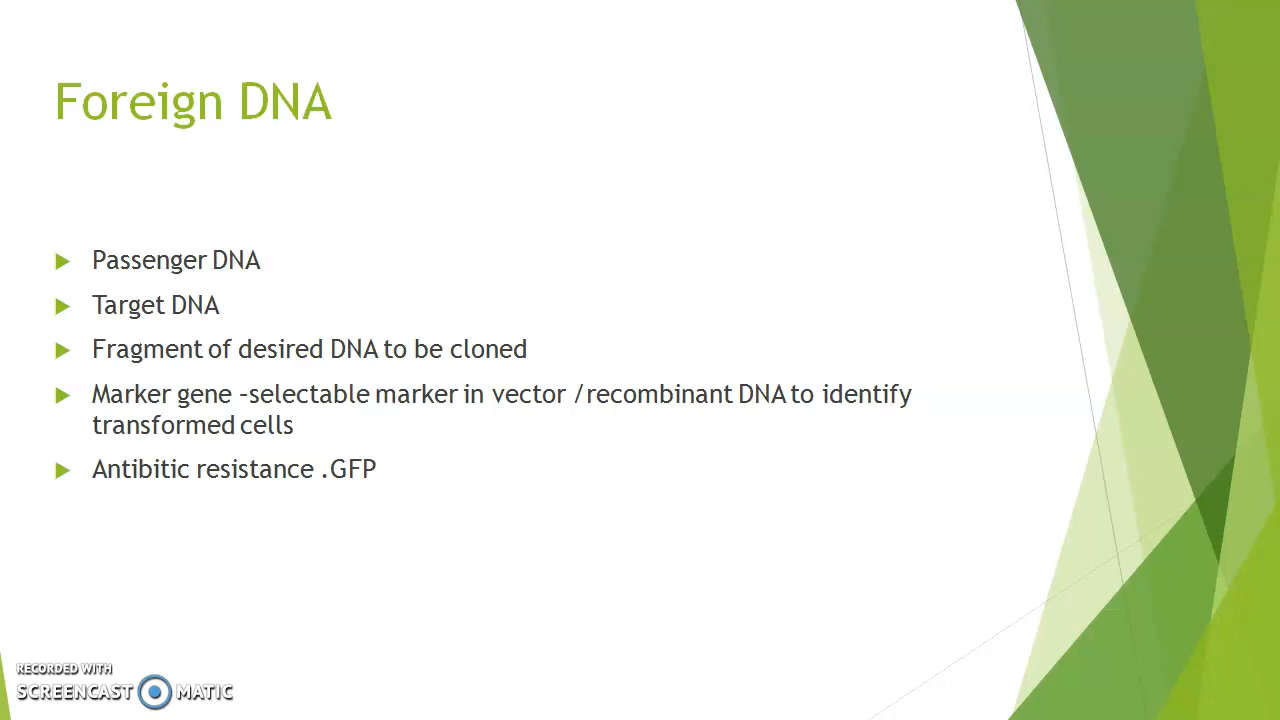 Foreign DNA
Passenger DNA
Target DNA
Fragment of desired DNA to be cloned
Marker gene –selectable marker in vector /recombinant DNA to identify
transformed cells
Antibitic resistance .GFP
RECORDED WITH
SCREENCAST MATIC